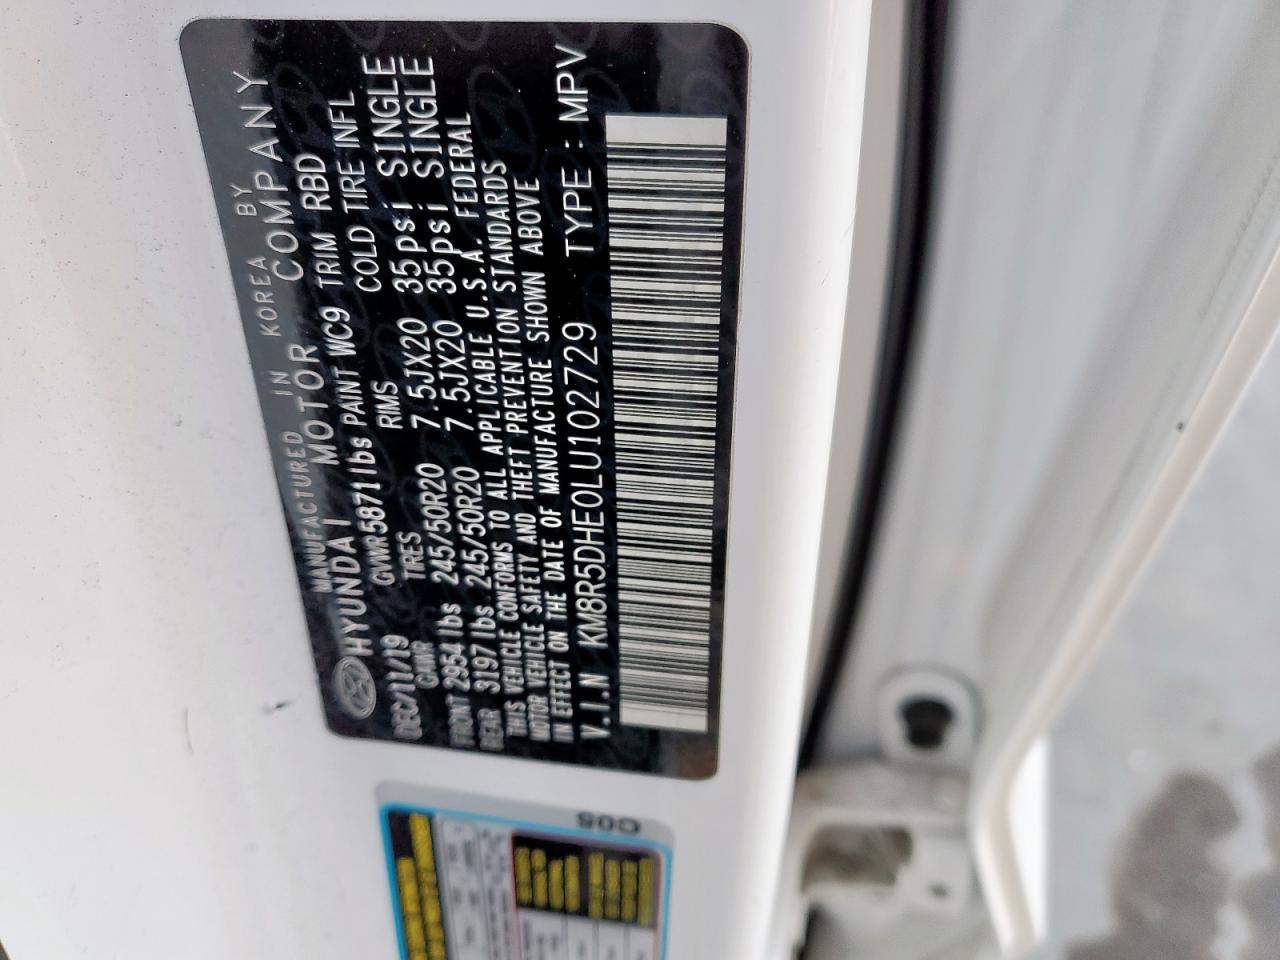 MANUFACTURED IN KOREA BY
HYUNDAI MOTOR COMPANY
DEC/11/19 GVWR 5871lbs PAINT WC9 TRIM RBD
GAWR TIRES RIMS COLD TIRE INFL
FRONT 2954lbs 245/50R20 7.5JX20 35psi SINGLE
REAR 3197lbs 245/50R20 7.5JX20 35psi SINGLE
THIS VEHICLE CONFORMS TO ALL APPLICABLE U.S.A. FEDERAL
MOTOR VEHICLE SAFETY AND THEFT PREVENTION STANDARDS
IN EFFECT ON THE DATE OF MANUFACTURE SHOWN ABOVE
V.I.N KM8R5DHE0LU102729 TYPE: MPV
C05